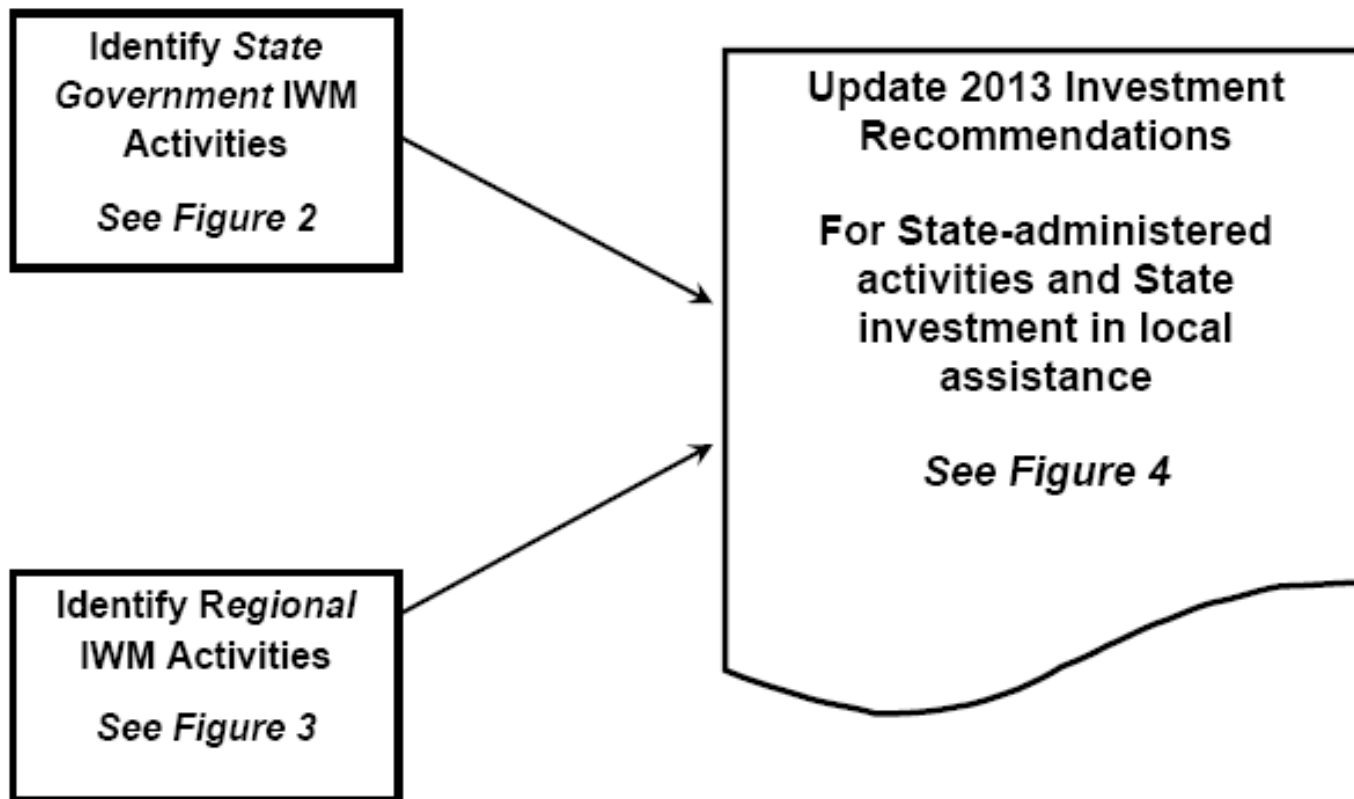 Identify State
Government IWM
Activities
See Figure 2
Update 2013 Investment
Recommendations
For State-administered
activities and State
investment in local
assistance
See Figure 4
Identify Regional
IWM Activities
See Figure 3